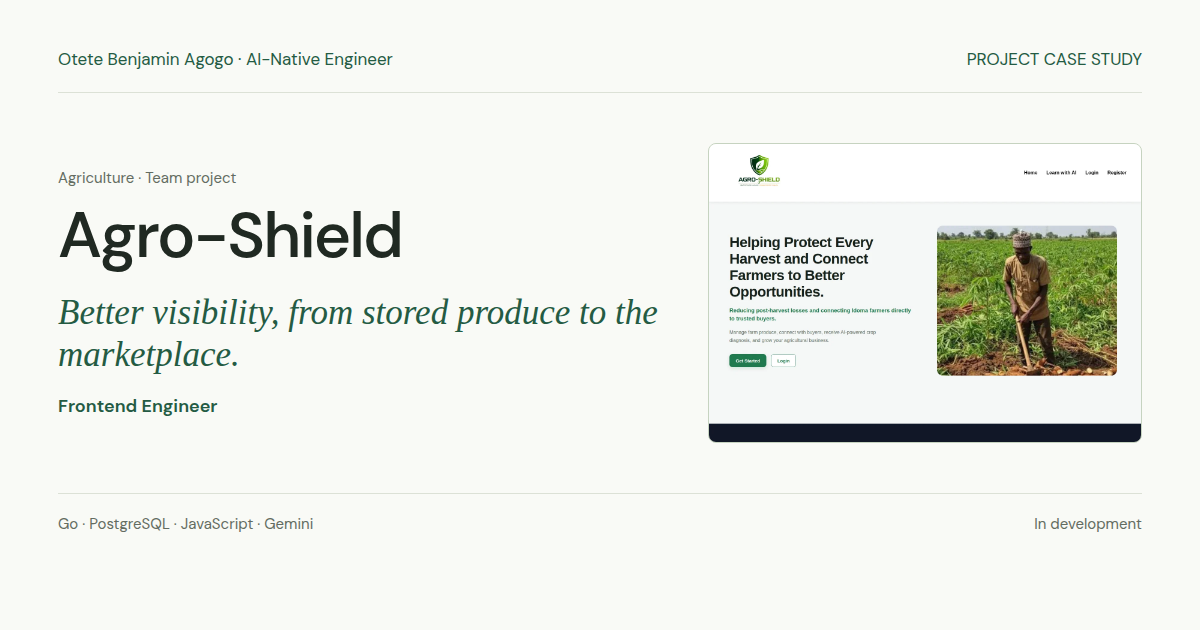 Otete Benjamin Agogo · AI-Native Engineer
PROJECT CASE STUDY
Agriculture · Team project
Agro-Shield
Better visibility, from stored produce to the
marketplace.
Frontend Engineer
AGRO-SHIELD
Home
Learn with AI
Login
Register
Helping Protect Every
Harvest and Connect
Farmers to Better
Opportunities.
Reducing post-harvest losses and connecting Idoma farmers directly
to trusted buyers.
Manage farm produce, connect with buyers, receive AI-powered crop
diagnosis, and grow your agricultural business.
Get Started
Login
Go · PostgreSQL · JavaScript · Gemini
In development